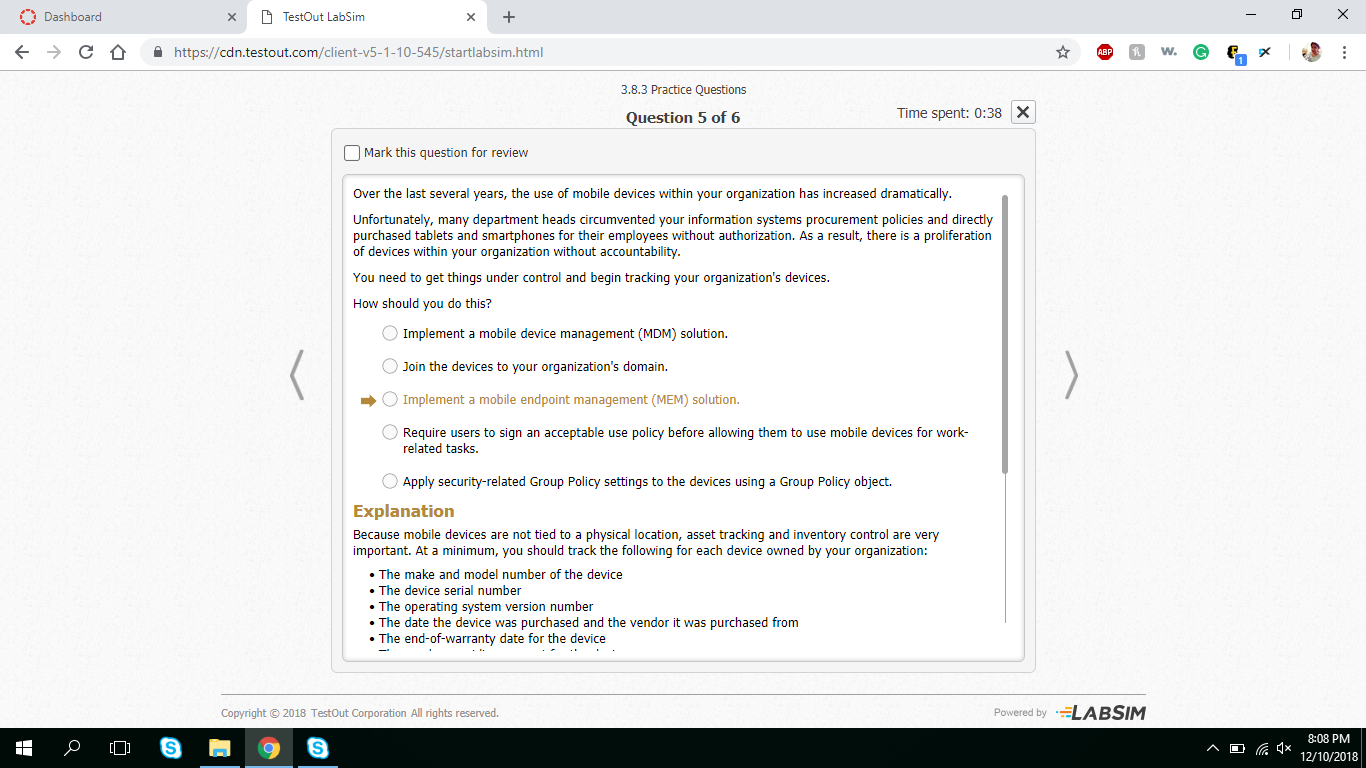 Dashboard
TestOut LabSim
https://cdn.testout.com/client-v5-1-10-545/startlabsim.html
ABP
w.
1
3.8.3 Practice Questions
Question 5 of 6
Time spent: 0:38
Mark this question for review
Over the last several years, the use of mobile devices within your organization has increased dramatically.
Unfortunately, many department heads circumvented your information systems procurement policies and directly
purchased tablets and smartphones for their employees without authorization. As a result, there is a proliferation
of devices within your organization without accountability.
You need to get things under control and begin tracking your organization's devices.
How should you do this?
Implement a mobile device management (MDM) solution.
Join the devices to your organization's domain.
Implement a mobile endpoint management (MEM) solution.
Require users to sign an acceptable use policy before allowing them to use mobile devices for work-
related tasks.
Apply security-related Group Policy settings to the devices using a Group Policy object.
Explanation
Because mobile devices are not tied to a physical location, asset tracking and inventory control are very
important. At a minimum, you should track the following for each device owned by your organization:
• The make and model number of the device
• The device serial number
• The operating system version number
• The date the device was purchased and the vendor it was purchased from
• The end-of-warranty date for the device
Copyright © 2018 TestOut Corporation All rights reserved.
Powered by LABSIM
8:08 PM
12/10/2018